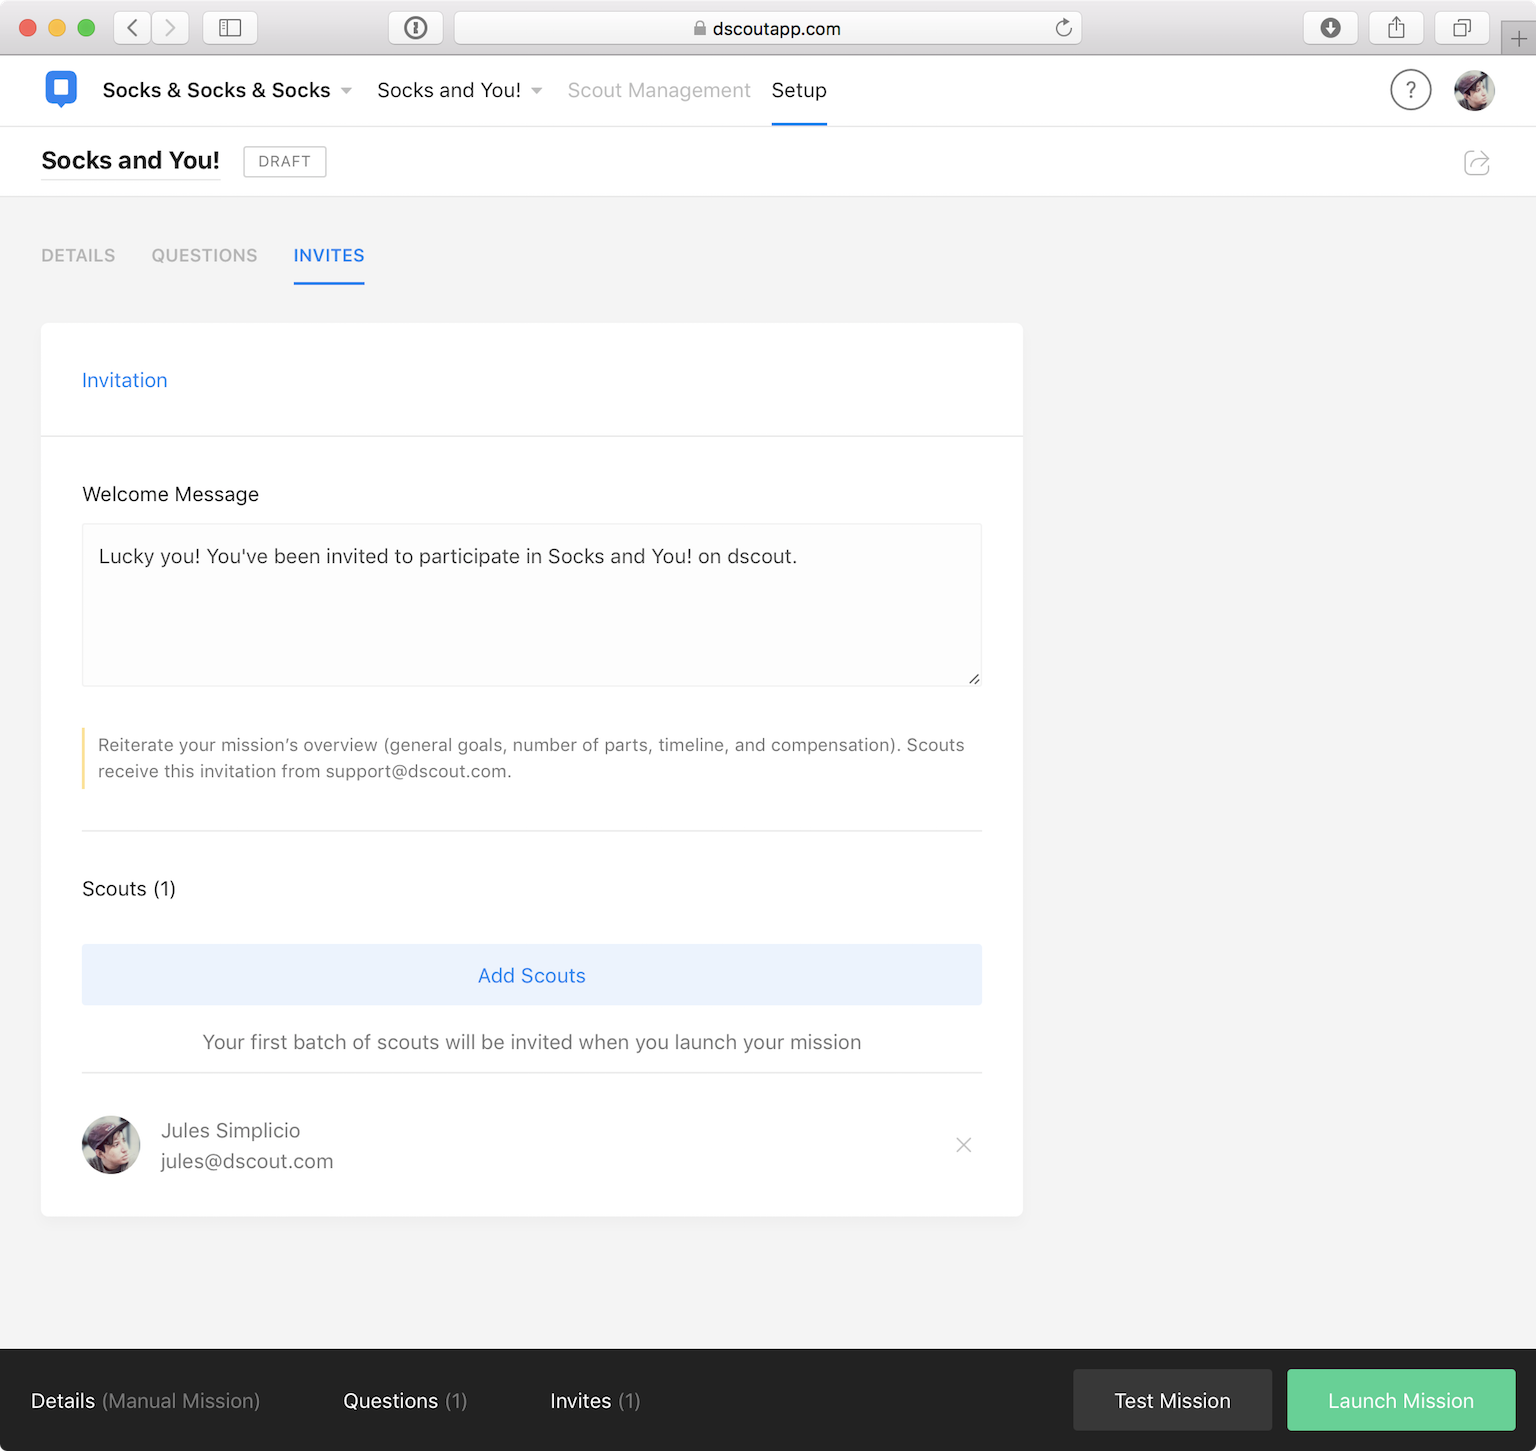 dscoutapp.com
Socks & Socks & Socks
Socks and You!
Scout Management
Setup
?
Socks and You!
DRAFT
DETAILS
QUESTIONS
INVITES
Invitation
Welcome Message
Lucky you! You've been invited to participate in Socks and You! on dscout.
Reiterate your mission’s overview (general goals, number of parts, timeline, and compensation). Scouts
receive this invitation from support@dscout.com.
Scouts (1)
Add Scouts
Your first batch of scouts will be invited when you launch your mission
Jules Simplicio
jules@dscout.com
Details (Manual Mission)
Questions (1)
Invites (1)
Test Mission
Launch Mission